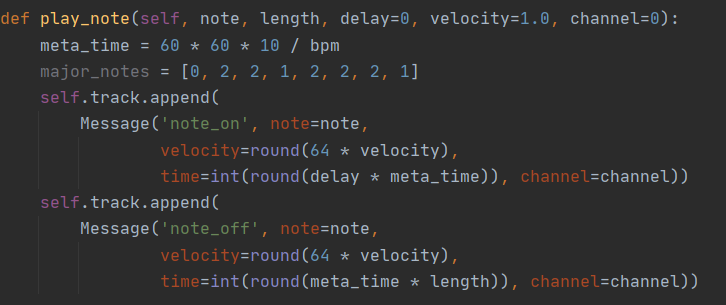 def play_note(self, note, length, delay=0, velocity=1.0, channel=0):
    meta_time = 60 * 60 * 10 / bpm
    major_notes = [0, 2, 2, 1, 2, 2, 2, 1]
    self.track.append(
        Message('note_on', note=note,
                velocity=round(64 * velocity),
                time=int(round(delay * meta_time)), channel=channel))
    self.track.append(
        Message('note_off', note=note,
                velocity=round(64 * velocity),
                time=int(round(meta_time * length)), channel=channel))